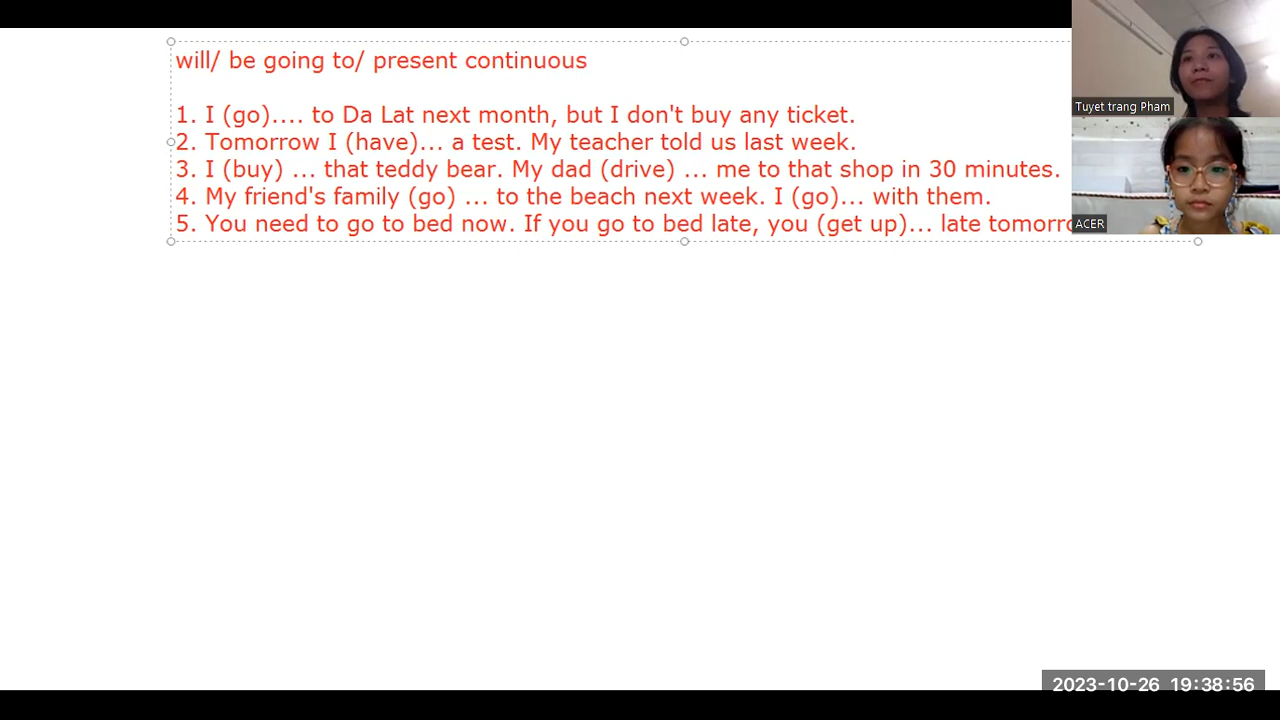 will/ be going to/ present continuous
1. I (go).... to Da Lat next month, but I don't buy any ticket.
2. Tomorrow I (have)... a test. My teacher told us last week.
3. I (buy) ... that teddy bear. My dad (drive) ... me to that shop in 30 minutes.
4. My friend's family (go) ... to the beach next week. I (go)... with them.
5. You need to go to bed now. If you go to bed late, you (get up)... late
Tuyet trang Pham
ACER
2023-10-26 19:38:56